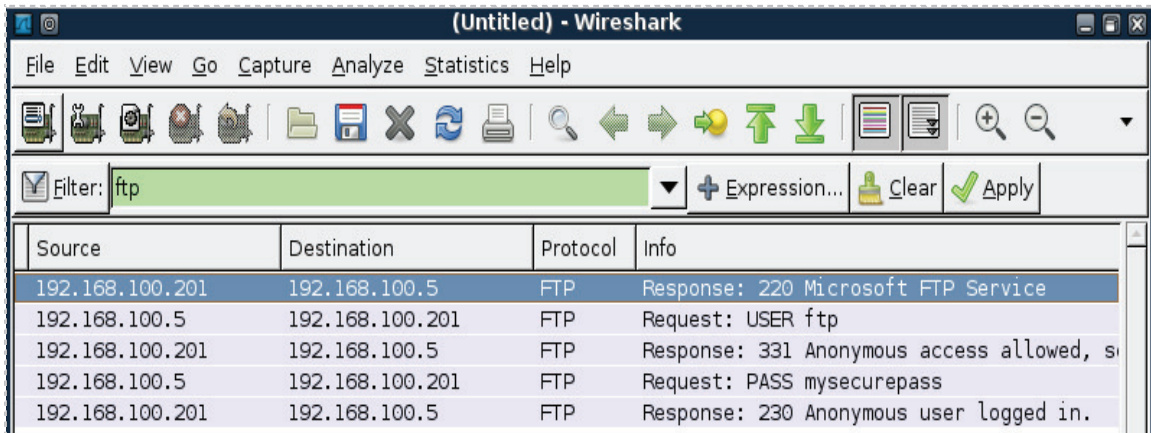 (Untitled) - Wireshark
File Edit View Go Capture Analyze Statistics Help
Filter: ftp Expression... Clear Apply
Source Destination Protocol Info
192.168.100.201 192.168.100.5 FTP Response: 220 Microsoft FTP Service
192.168.100.5 192.168.100.201 FTP Request: USER ftp
192.168.100.201 192.168.100.5 FTP Response: 331 Anonymous access allowed,
192.168.100.5 192.168.100.201 FTP Request: PASS mysecurepass
192.168.100.201 192.168.100.5 FTP Response: 230 Anonymous user logged in.